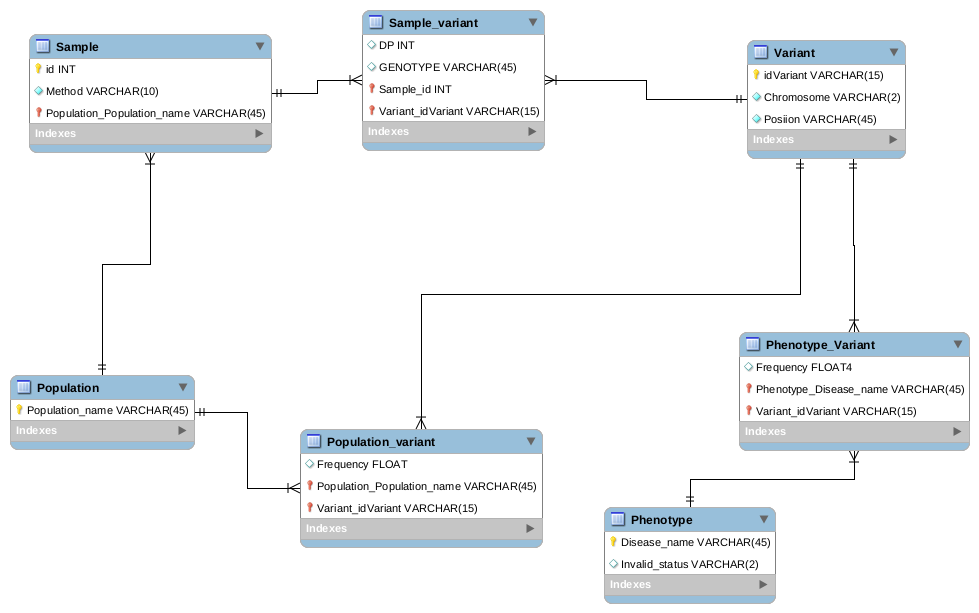 Sample
id INT
Method VARCHAR(10)
Population_Population_name VARCHAR(45)
Indexes
Sample_variant
DP INT
GENOTYPE VARCHAR(45)
Sample_id INT
Variant_idVariant VARCHAR(15)
Indexes
Variant
idVariant VARCHAR(15)
Chromosome VARCHAR(2)
Posiion VARCHAR(45)
Indexes
Population
Population_name VARCHAR(45)
Indexes
Population_variant
Frequency FLOAT
Population_Population_name VARCHAR(45)
Variant_idVariant VARCHAR(15)
Indexes
Phenotype_Variant
Frequency FLOAT4
Phenotype_Disease_name VARCHAR(45)
Variant_idVariant VARCHAR(15)
Indexes
Phenotype
Disease_name VARCHAR(45)
Invalid_status VARCHAR(2)
Indexes